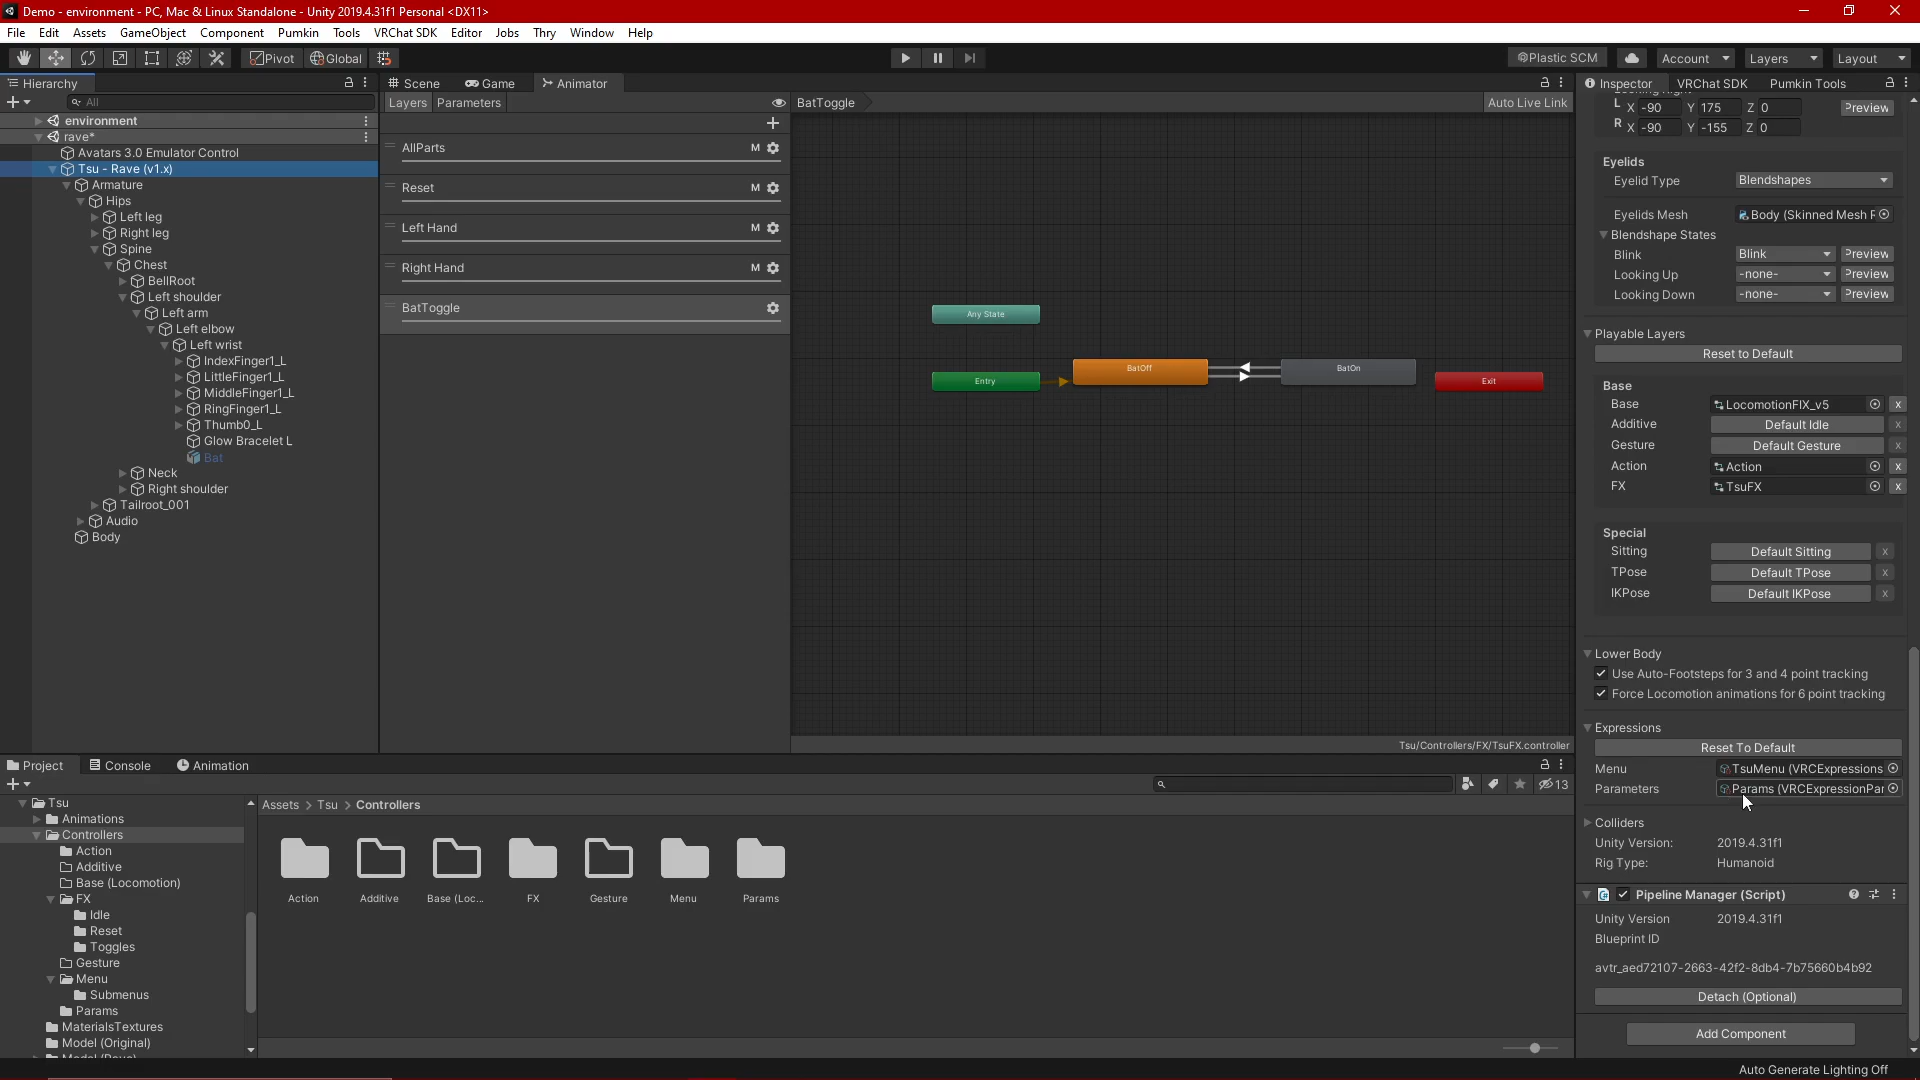 Demo - environment - PC, Mac & Linux Standalone - Unity 2019.4.31f1 Personal <DX11>
File Edit Assets GameObject Component Pumkin Tools VRChat SDK Editor Jobs Thry Window Help
Pivot Global Plastic SCM Account Layers Layout
Hierarchy
All
environment
rave*
Avatars 3.0 Emulator Control
Tsu - Rave (v1.x)
Armature
Hips
Left leg
Right leg
Spine
Chest
BellRoot
Left shoulder
Left arm
Left elbow
Left wrist
IndexFinger1_L
LittleFinger1_L
MiddleFinger1_L
RingFinger1_L
Thumb0_L
Glow Bracelet L
Bat
Neck
Right shoulder
Tailroot_001
Audio
Body
Scene Game Animator
Layers Parameters
BatToggle
Auto Live Link
AllParts M
Reset M
Left Hand M
Right Hand M
BatToggle
Any State
Entry
BatOff
BatOn
Exit
Tsu/Controllers/FX/TsuFX.controller
Inspector VRChat SDK Pumkin Tools
L X -90 Y 175 Z 0 Preview
R X -90 Y -155 Z 0
Eyelids
Eyelid Type Blendshapes
Eyelids Mesh Body (Skinned Mesh R
Blendshape States
Blink Blink Preview
Looking Up -none- Preview
Looking Down -none- Preview
Playable Layers
Reset to Default
Base
Base LocomotionFIX_v5 x
Additive Default Idle x
Gesture Default Gesture x
Action Action x
FX TsuFX x
Special
Sitting Default Sitting x
TPose Default TPose x
IKPose Default IKPose x
Lower Body
Use Auto-Footsteps for 3 and 4 point tracking
Force Locomotion animations for 6 point tracking
Expressions
Reset To Default
Menu TsuMenu (VRCExpressions
Parameters Params (VRCExpressionPar
Colliders
Unity Version: 2019.4.31f1
Rig Type: Humanoid
Pipeline Manager (Script)
Unity Version 2019.4.31f1
Blueprint ID
avtr_aed72107-2663-42f2-8db4-7b75660b4b92
Detach (Optional)
Add Component
Project Console Animation
13
Tsu
Animations
Controllers
Action
Additive
Base (Locomotion)
FX
Idle
Reset
Toggles
Gesture
Menu
Submenus
Params
MaterialsTextures
Model (Original)
Assets > Tsu > Controllers
Action Additive Base (Loc... FX Gesture Menu Params
Auto Generate Lighting Off